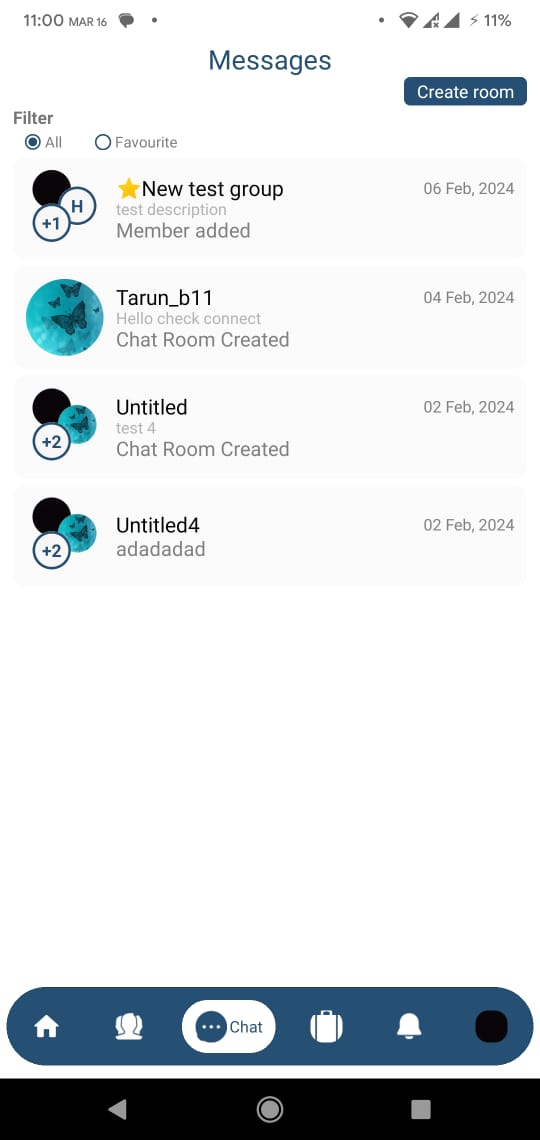 11:00 MAR 16
11%
Messages
Create room
Filter
All
Favourite
H
+1
⭐New test group
06 Feb, 2024
test description
Member added
Tarun_b11
04 Feb, 2024
Hello check connect
Chat Room Created
+2
Untitled
02 Feb, 2024
test 4
Chat Room Created
+2
Untitled4
02 Feb, 2024
adadadad
Chat